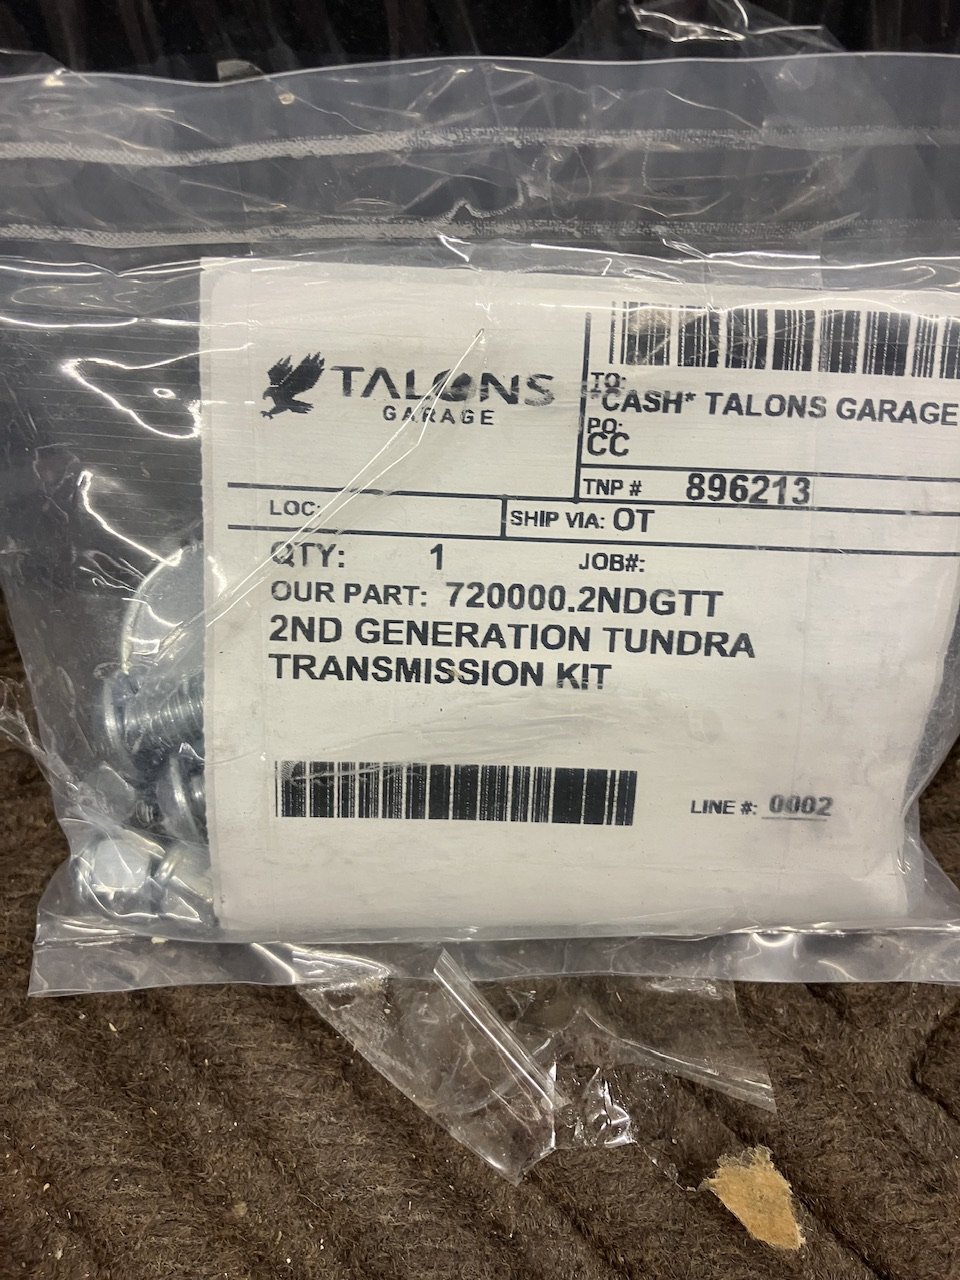 TALONS
GARAGE
TO:
*CASH* TALONS GARAGE
PO:
CC
TNP # 896213
LOC:
SHIP VIA: OT
QTY: 1 JOB#:
OUR PART: 720000.2NDGTT
2ND GENERATION TUNDRA
TRANSMISSION KIT
LINE #: 0002